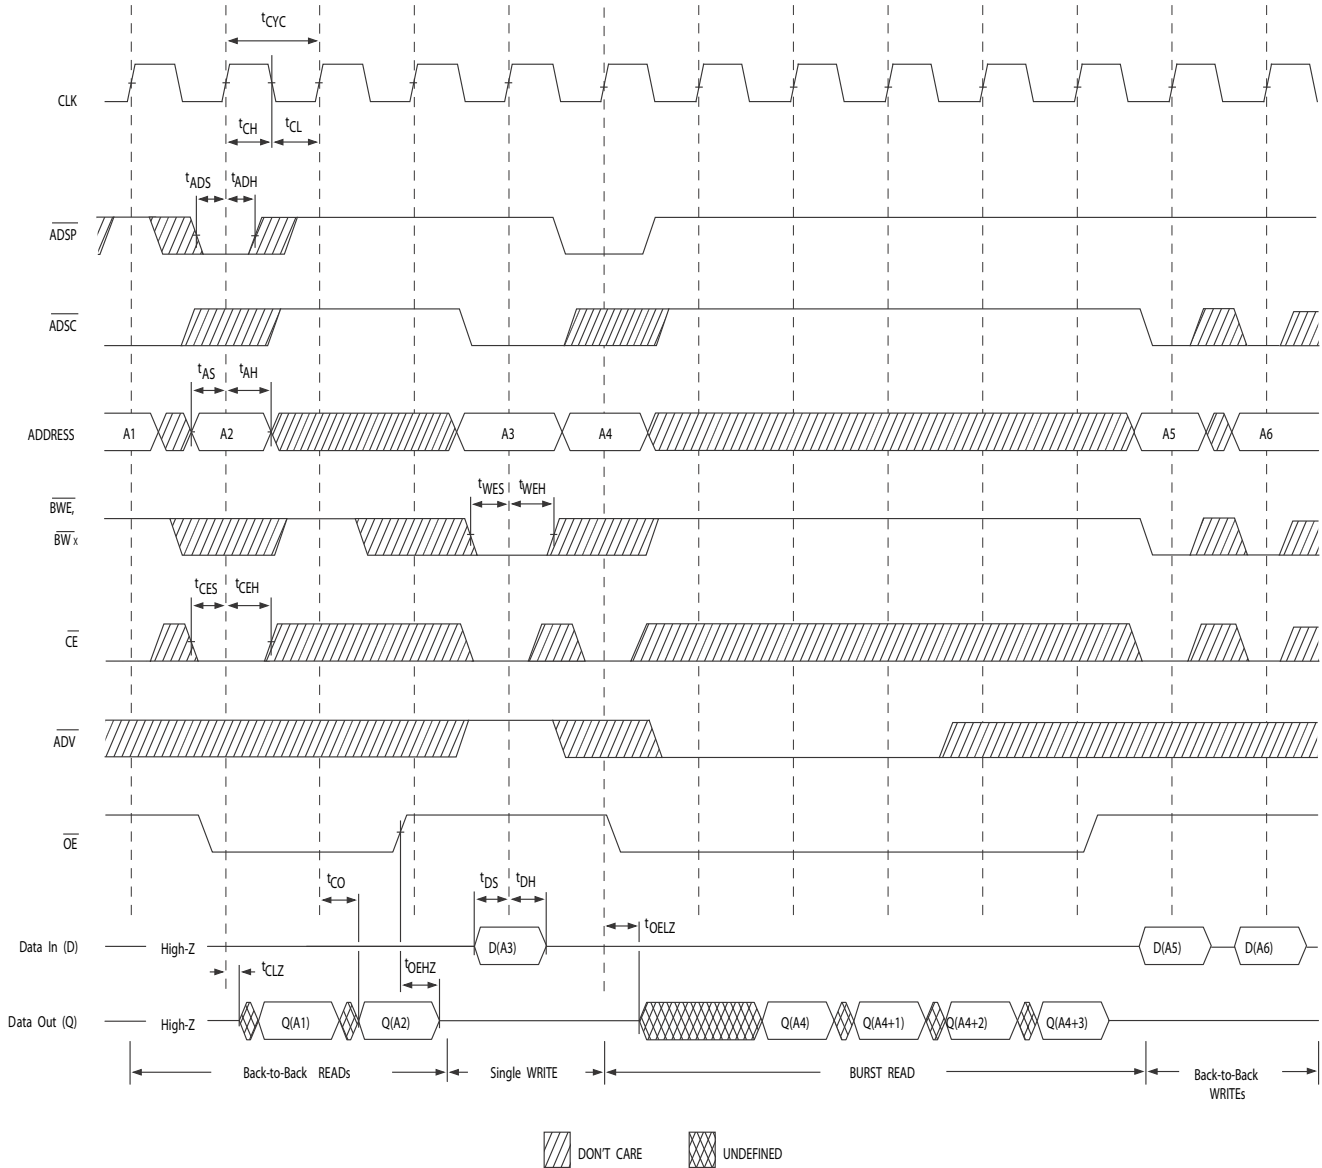 tCYC
CLK
tCH
tCL
tADS
tADH
ADSP
ADSC
tAS
tAH
ADDRESS
A1
A2
A3
A4
A5
A6
tWES
tWEH
BWE,
BW X
tCES
tCEH
CE
ADV
OE
tCO
tDS
tDH
tOELZ
Data In (D)
High-Z
D(A3)
D(A5)
D(A6)
tCLZ
tOEHZ
Data Out (Q)
High-Z
Q(A1)
Q(A2)
Q(A4)
Q(A4+1)
Q(A4+2)
Q(A4+3)
Back-to-Back READs
Single WRITE
BURST READ
Back-to-Back
WRITEs
DON'T CARE
UNDEFINED